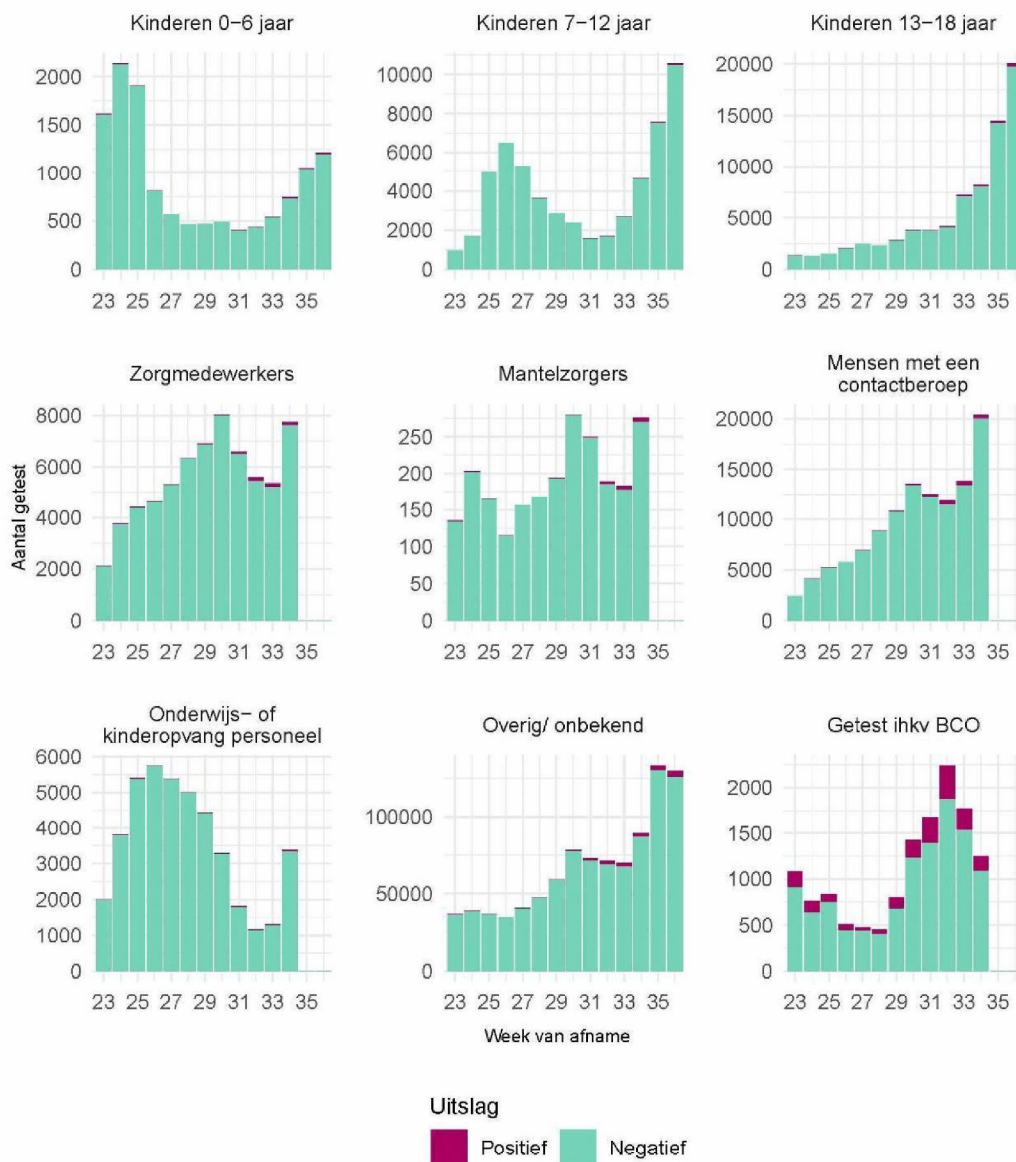 Kinderen 0−6 jaar
2000
1500
1000
500
0
23 25 27 29 31 33 35
Kinderen 7−12 jaar
10000
8000
6000
4000
2000
0
23 25 27 29 31 33 35
Kinderen 13−18 jaar
20000
15000
10000
5000
0
23 25 27 29 31 33 35
Aantal getest
Zorgmedewerkers
8000
6000
4000
2000
0
23 25 27 29 31 33 35
Mantelzorgers
250
200
150
100
50
0
23 25 27 29 31 33 35
Mensen met een
contactberoep
20000
15000
10000
5000
0
23 25 27 29 31 33 35
Onderwijs− of
kinderopvang personeel
6000
5000
4000
3000
2000
1000
0
23 25 27 29 31 33 35
Overig/ onbekend
100000
50000
0
23 25 27 29 31 33 35
Getest ihkv BCO
2000
1500
1000
500
0
23 25 27 29 31 33 35
Week van afname
Uitslag
Positief Negatief